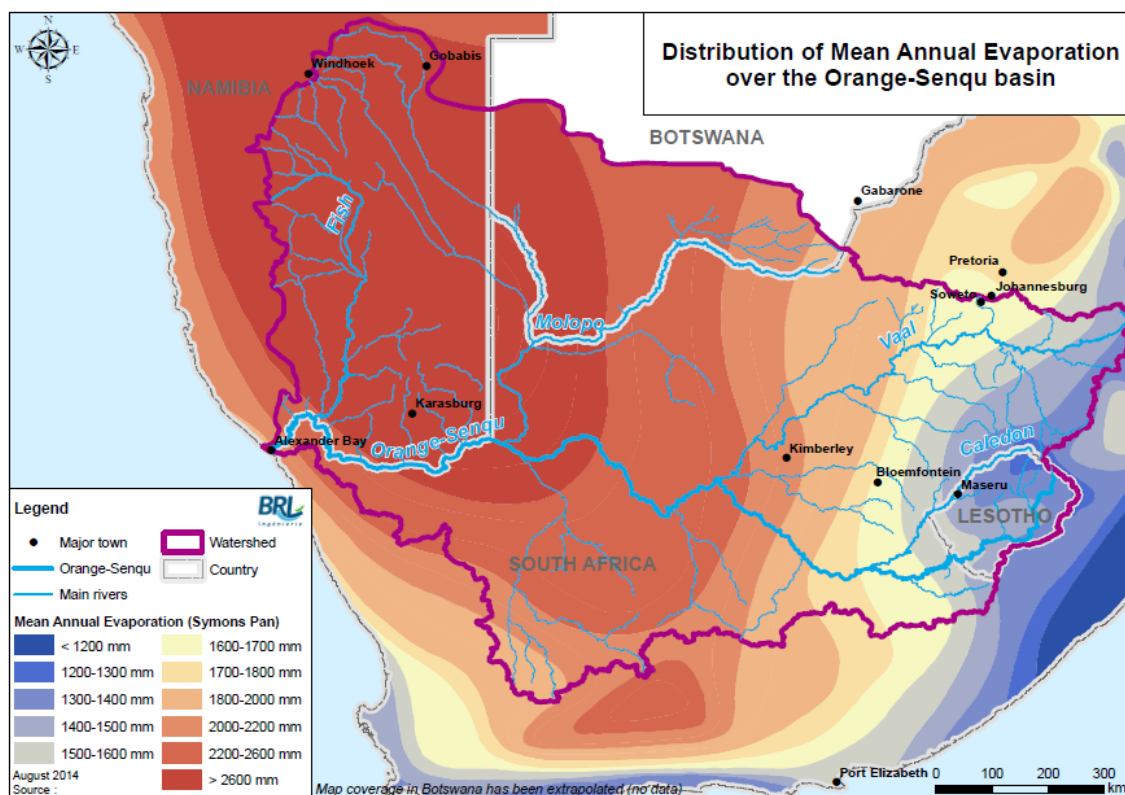 Distribution of Mean Annual Evaporation
over the Orange-Senqu basin
N
W
E
S
Windhoek
Gobabis
NAMIBIA
BOTSWANA
Gabarone
Fish
Pretoria
Johannesburg
Soweto
Molopo
Vaal
Karasburg
Alexander Bay
Orange-Senqu
Kimberley
Caledon
Bloemfontein
Maseru
LESOTHO
SOUTH AFRICA
Port Elizabeth
Legend
BRL
Ingénierie
Major town
Watershed
Orange-Senqu
Country
Main rivers
Mean Annual Evaporation (Symons Pan)
< 1200 mm
1200-1300 mm
1300-1400 mm
1400-1500 mm
1500-1600 mm
1600-1700 mm
1700-1800 mm
1800-2000 mm
2000-2200 mm
2200-2600 mm
> 2600 mm
August 2014
Source :
Map coverage in Botswana has been extrapolated (no data)
0 100 200 300
km